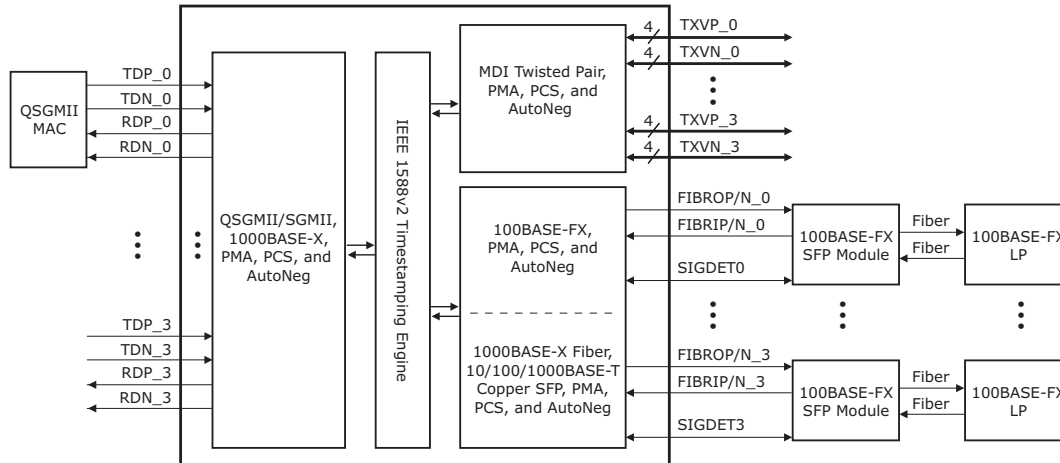 QSGMII
MAC
TDP_0
TDN_0
RDP_0
RDN_0
TDP_3
TDN_3
RDP_3
RDN_3
QSGMII/SGMII,
1000BASE-X,
PMA, PCS, and
AutoNeg
IEEE 1588v2 Timestamping Engine
MDI Twisted Pair,
PMA, PCS, and
AutoNeg
4 TXVP_0
4 TXVN_0
4 TXVP_3
4 TXVN_3
100BASE-FX,
PMA, PCS, and
AutoNeg
1000BASE-X Fiber,
10/100/1000BASE-T
Copper SFP, PMA,
PCS, and AutoNeg
FIBROP/N_0
FIBRIP/N_0
SIGDET0
100BASE-FX
SFP Module
Fiber
Fiber
100BASE-FX
LP
FIBROP/N_3
FIBRIP/N_3
SIGDET3
100BASE-FX
SFP Module
Fiber
Fiber
100BASE-FX
LP